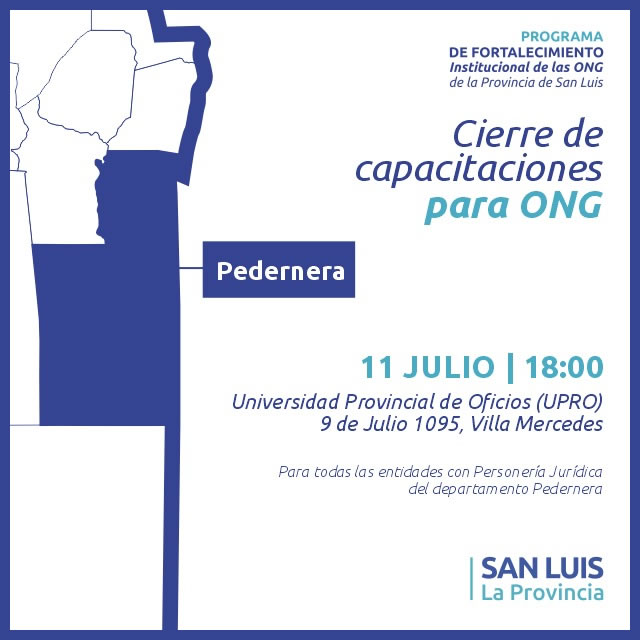 PROGRAMA
DE FORTALECIMIENTO
Institucional de las ONG
de la Provincia de San Luis
Cierre de
capacitaciones
para ONG
Pedernera
11 JULIO | 18:00
Universidad Provincial de Oficios (UPRO)
9 de Julio 1095, Villa Mercedes
Para todas las entidades con Personería Jurídica
del departamento Pedernera
SAN LUIS
La Provincia